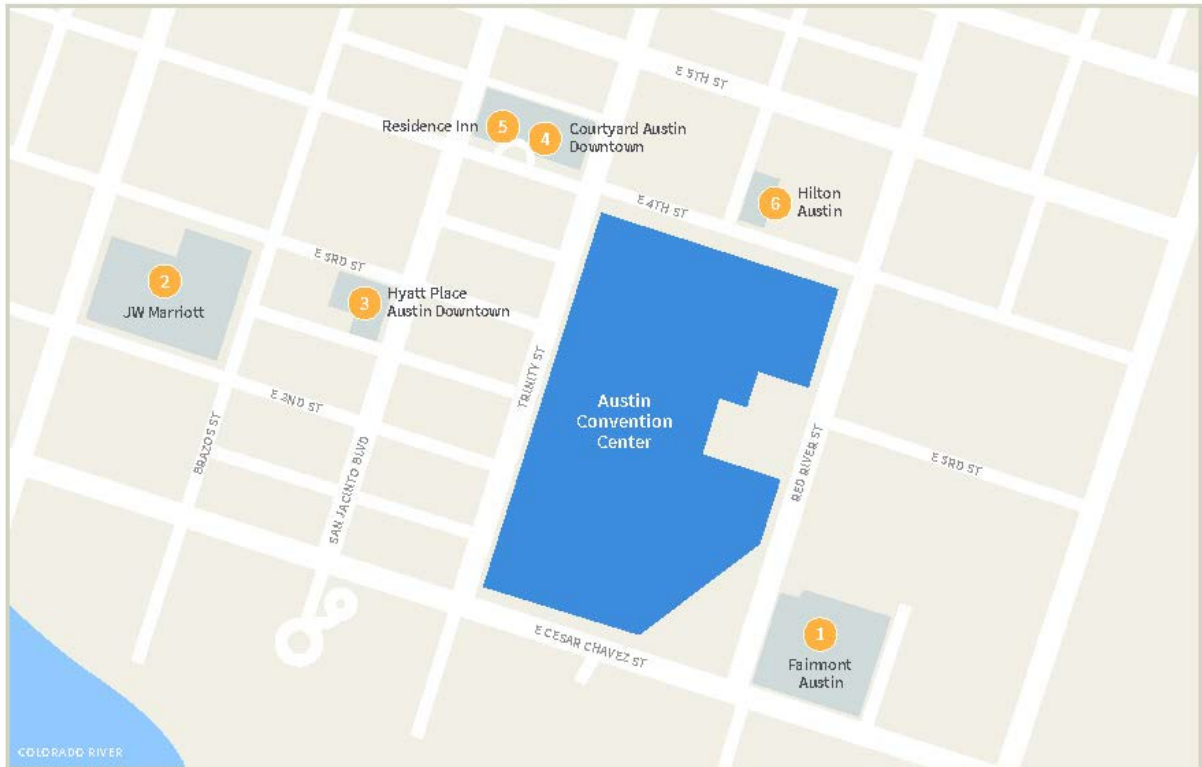 E 5TH ST
Residence Inn
5
4
Courtyard Austin
Downtown
6
Hilton
Austin
E 4TH ST
E 3RD ST
2
JW Marriott
3
Hyatt Place
Austin Downtown
TRINITY ST
Austin
Convention
Center
E 2ND ST
BRAZOS ST
SAN JACINTO BLVD
RED RIVER ST
E 3RD ST
E CESAR CHAVEZ ST
1
Fairmont
Austin
COLORADO RIVER